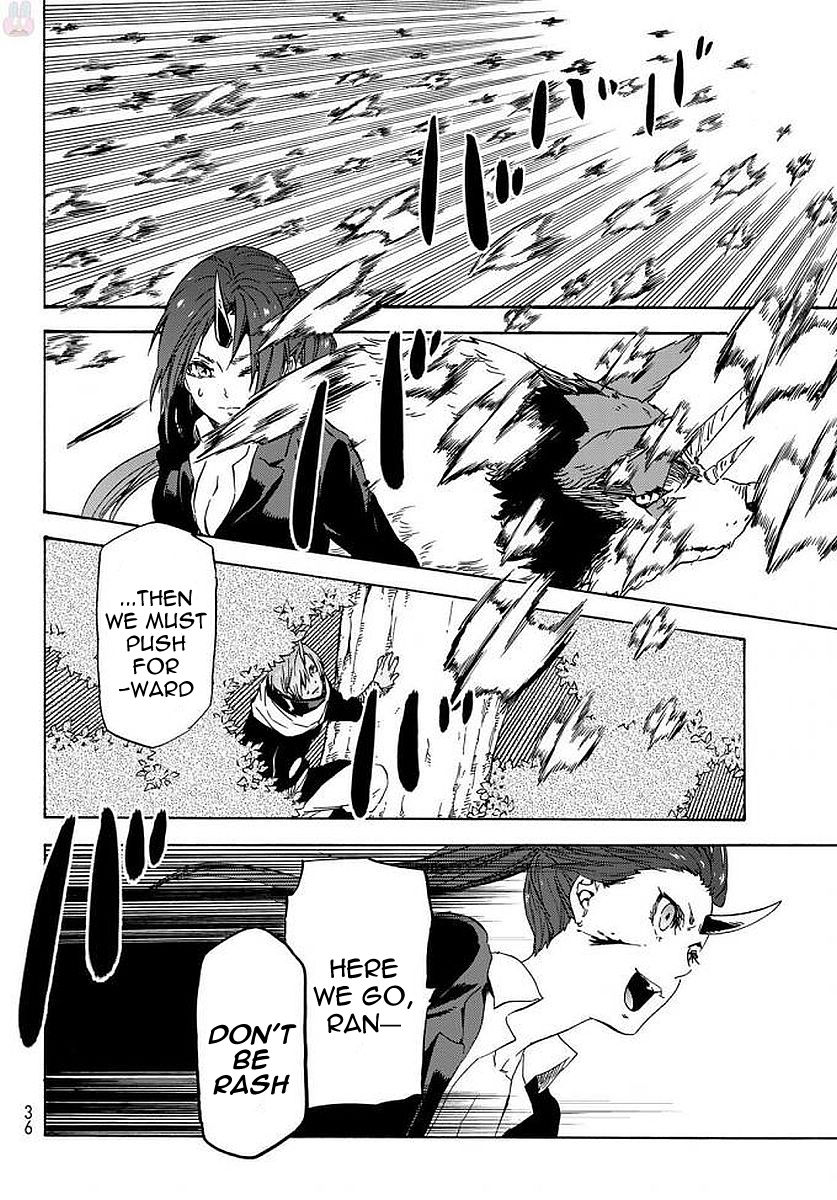 バババ
バ
...THEN
WE MUST
PUSH
FOR
-WARD
バ
HERE
WE GO,
RAN—
DON'T
BE
RASH
バ
36